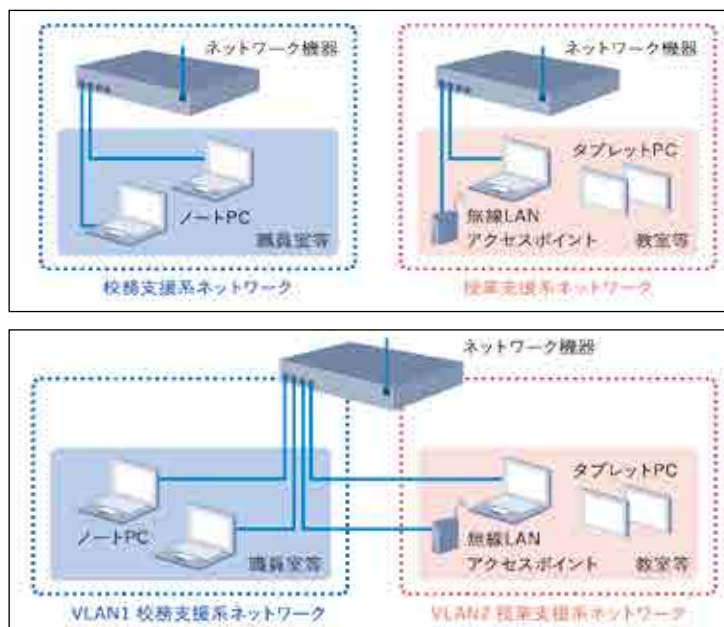 ネットワーク機器
ネットワーク機器
タブレットPC
ノートPC
無線LAN
アクセスポイント
職員室等
教室等
校務支援系ネットワーク
授業支援系ネットワーク
ネットワーク機器
タブレットPC
ノートPC
無線LAN
アクセスポイント
職員室等
教室等
VLAN1 校務支援系ネットワーク
VLAN2 授業支援系ネットワーク